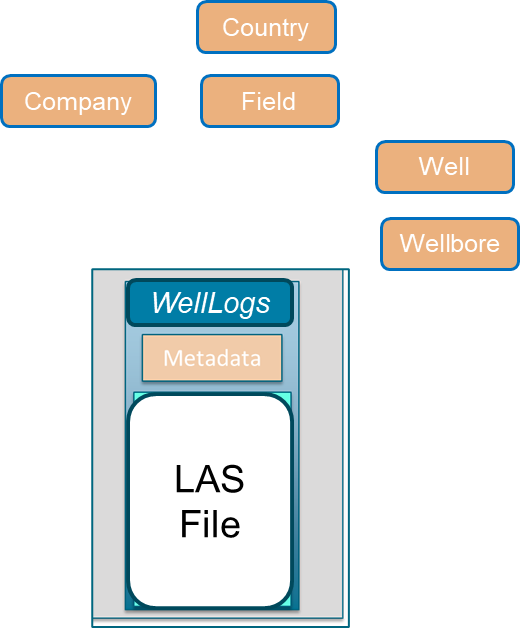 Country
Company
Field
Well
Wellbore
WellLogs
Metadata
LAS
File